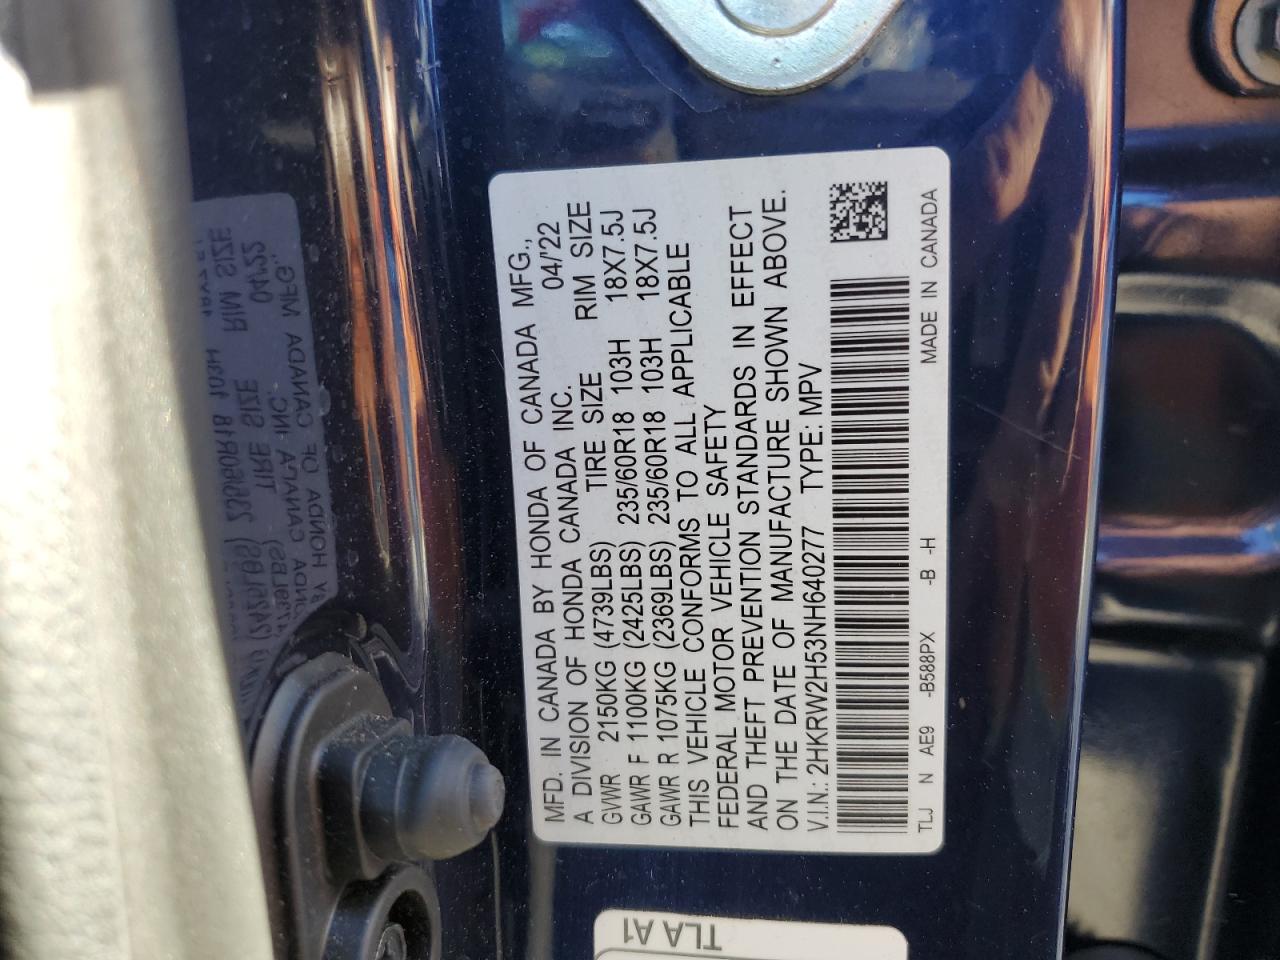 MFD. IN CANADA BY HONDA OF CANADA MFG.,
A DIVISION OF HONDA CANADA INC. 04/'22
GVWR 2150KG (4739LBS) TIRE SIZE RIM SIZE
GAWR F 1100KG (2425LBS) 235/60R18 103H 18X7.5J
GAWR R 1075KG (2369LBS) 235/60R18 103H 18X7.5J
THIS VEHICLE CONFORMS TO ALL APPLICABLE
FEDERAL MOTOR VEHICLE SAFETY
AND THEFT PREVENTION STANDARDS IN EFFECT
ON THE DATE OF MANUFACTURE SHOWN ABOVE.
V.I.N.: 2HKRW2H53NH640277 TYPE: MPV
TLJ N AE9 -B588PX -B -H MADE IN CANADA
TLA A1